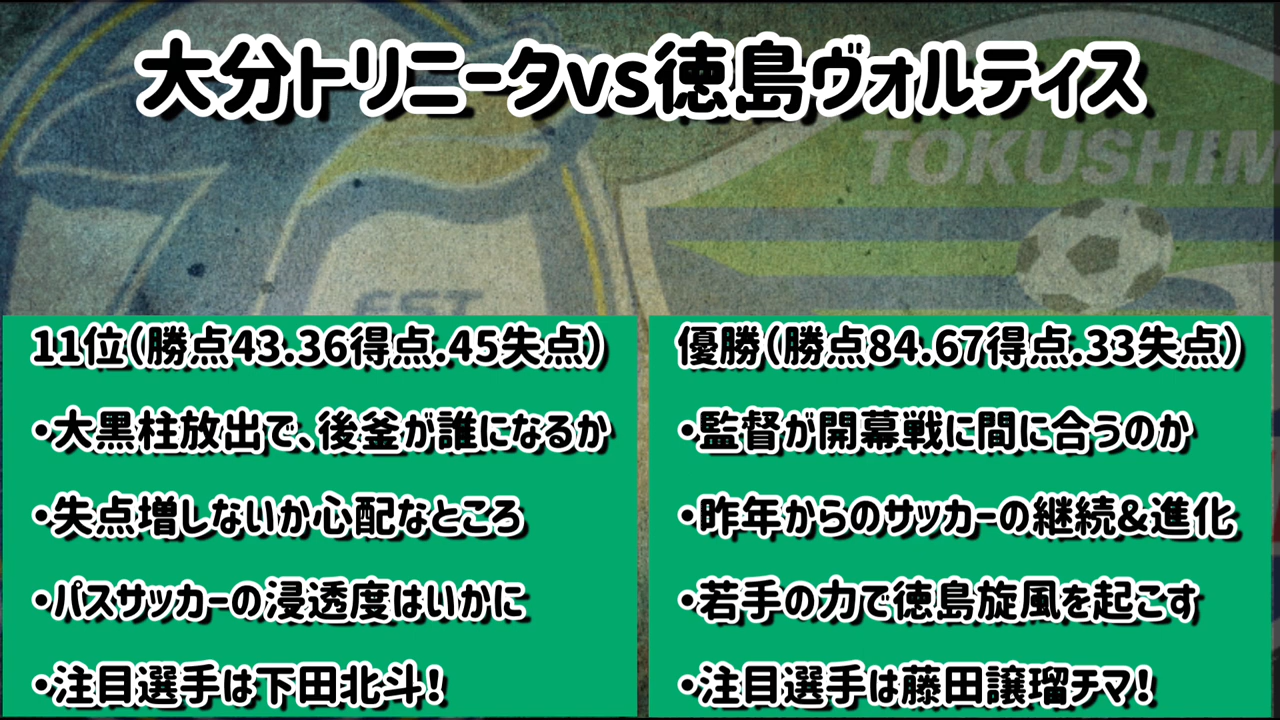 大分トリニータvs徳島ヴォルティス
TOKUSHIM
EST
11位(勝点43.36得点.45失点)
・大黒柱放出で、後釜が誰になるか
・失点増しないか心配なところ
・パスサッカーの浸透度はいかに
・注目選手は下田北斗!
優勝(勝点84.67得点.33失点)
・監督が開幕戦に間に合うのか
・昨年からのサッカーの継続&進化
・若手の力で徳島旋風を起こす
・注目選手は藤田譲瑠チマ!